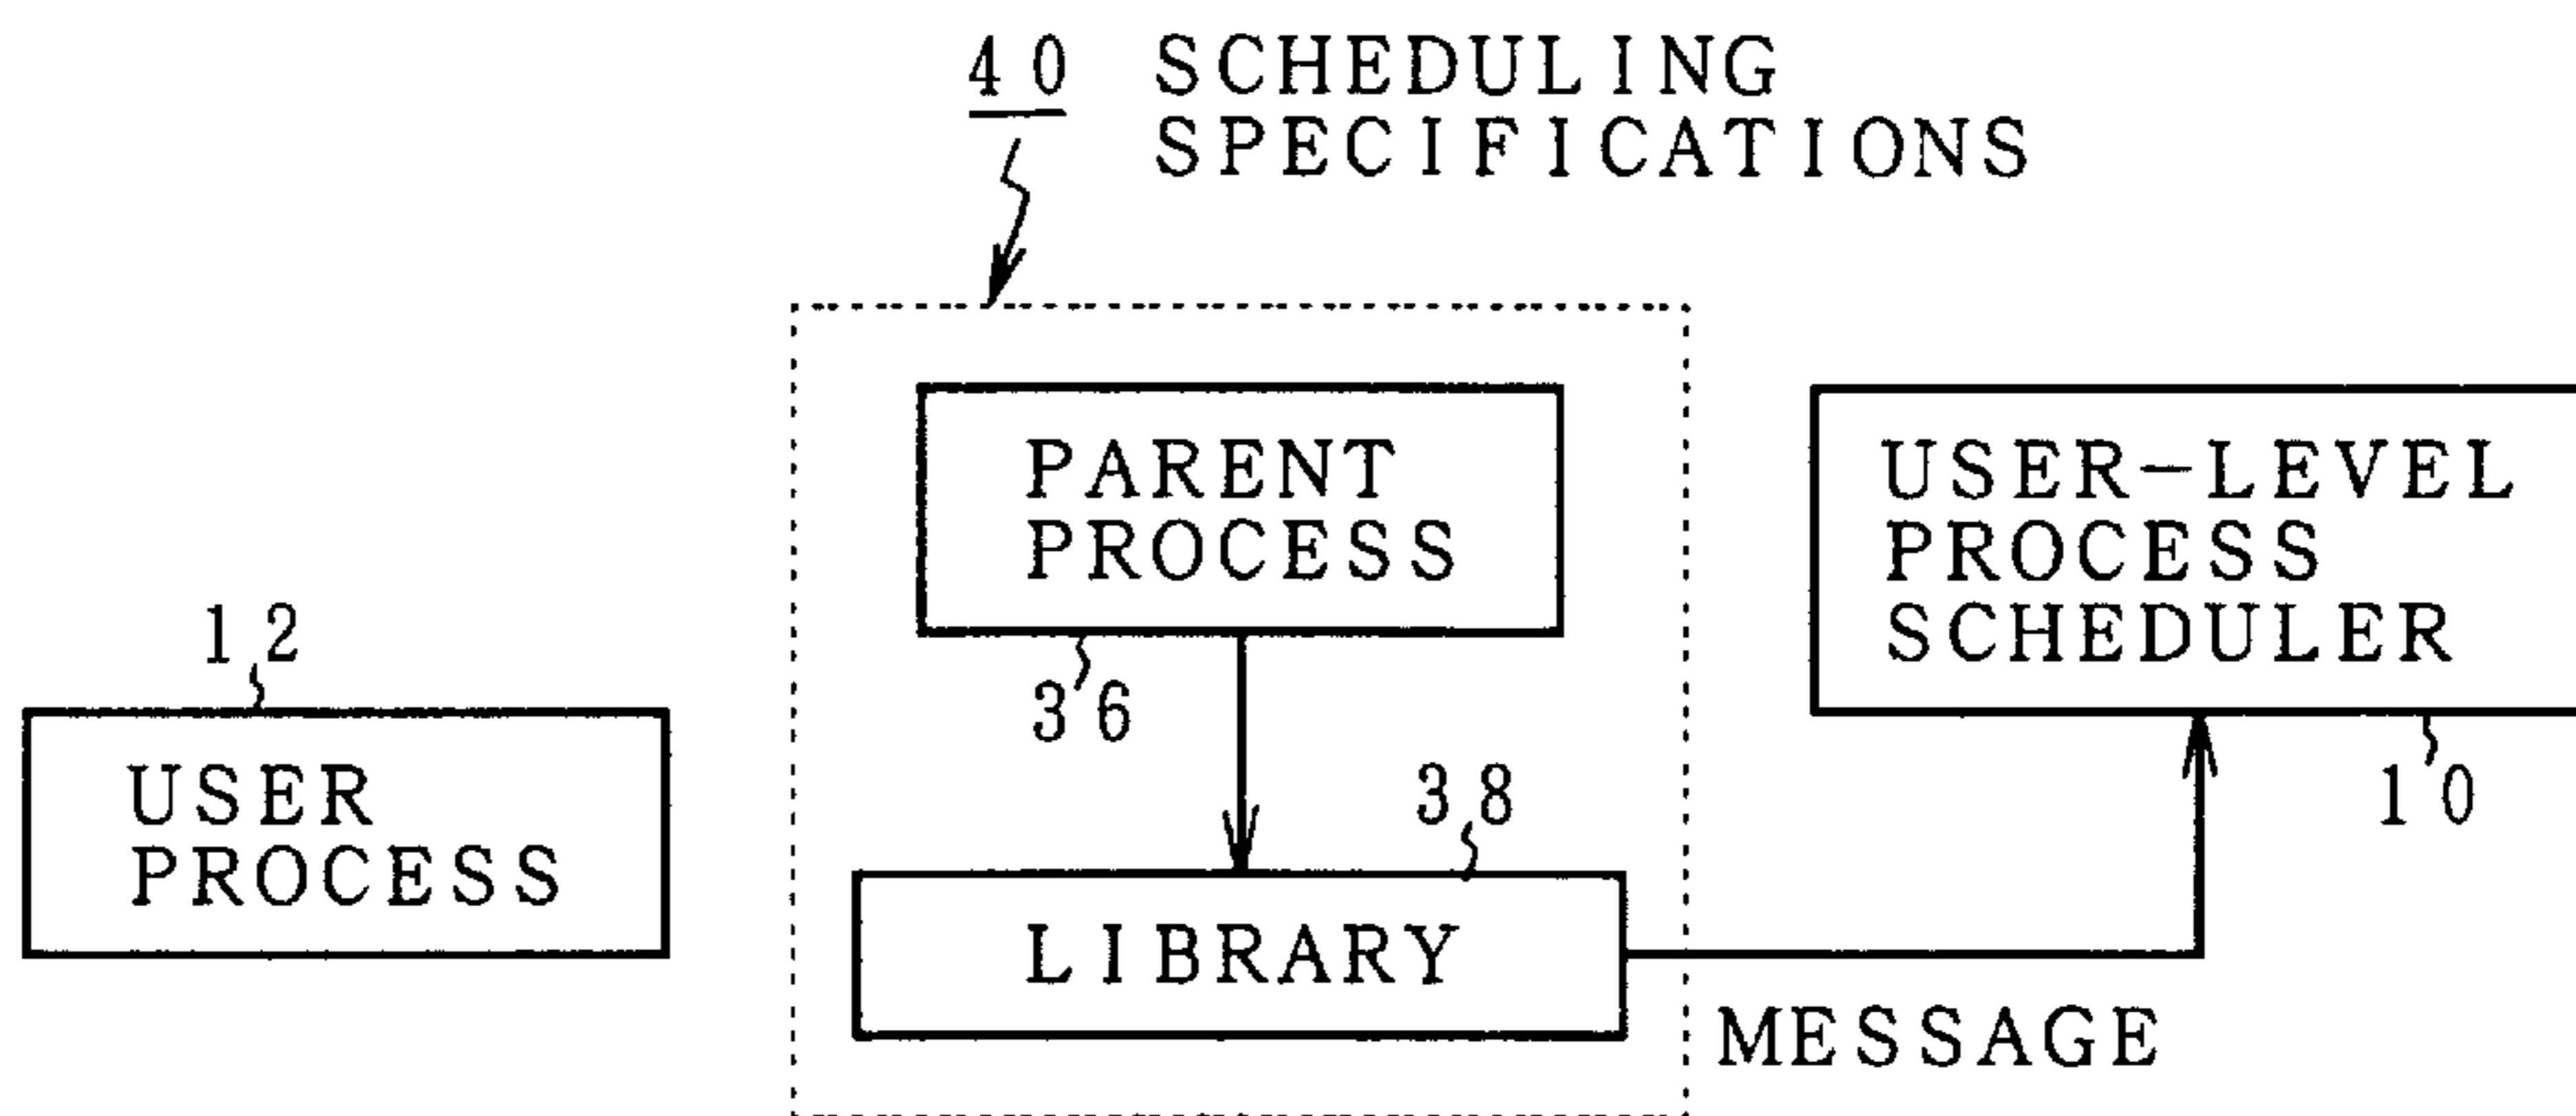 40 SCHEDULING
SPECIFICATIONS
PARENT
PROCESS
36
USER-LEVEL
PROCESS
SCHEDULER
10
12
USER
PROCESS
38
LIBRARY
MESSAGE